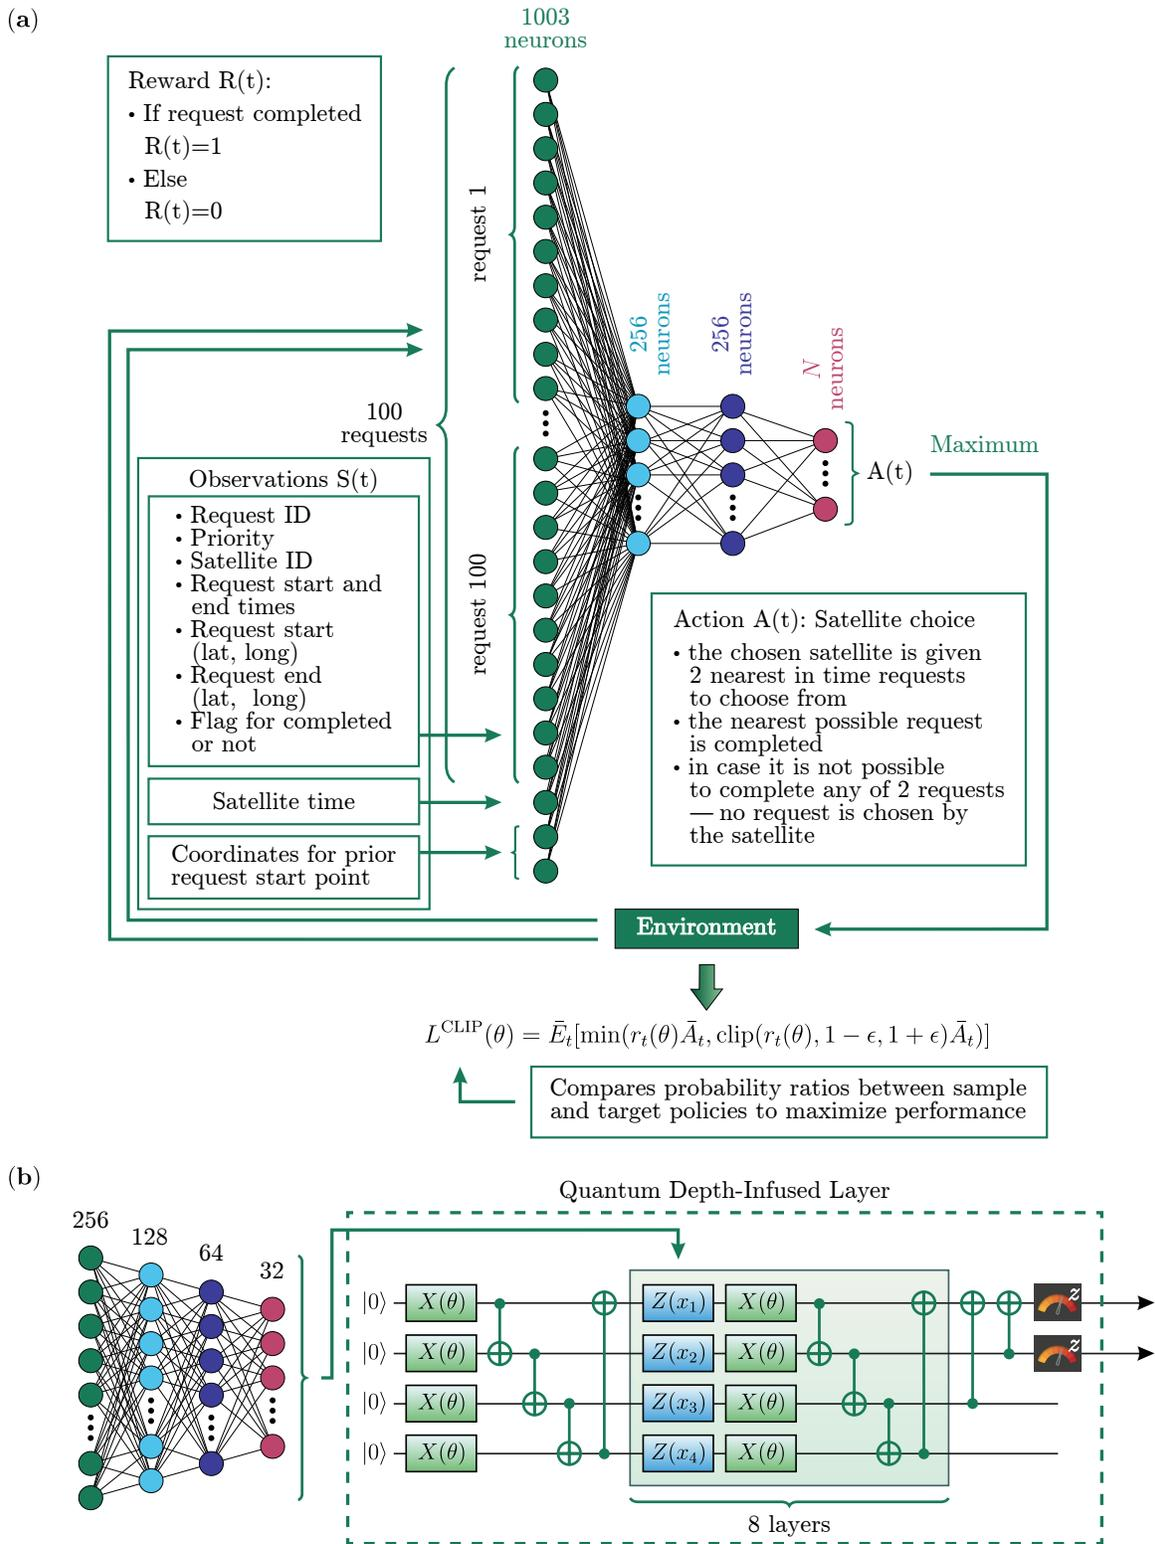 (a)
1003
neurons
Reward R(t):
• If request completed
R(t)=1
• Else
R(t)=0
request 1
100
requests
request 100
256
neurons
256
neurons
N
neurons
A(t)
Maximum
Observations S(t)
• Request ID
• Priority
• Satellite ID
• Request start and
end times
• Request start
(lat, long)
• Request end
(lat, long)
• Flag for completed
or not
Satellite time
Coordinates for prior
request start point
Action A(t): Satellite choice
• the chosen satellite is given
2 nearest in time requests
to choose from
• the nearest possible request
is completed
• in case it is not possible
to complete any of 2 requests
— no request is chosen by
the satellite
Environment
L^CLIP(θ) = Ē_t[min(r_t(θ)Ā_t, clip(r_t(θ), 1 − ϵ, 1 + ϵ)Ā_t)]
Compares probability ratios between sample
and target policies to maximize performance
(b)
Quantum Depth-Infused Layer
256
128
64
32
|0⟩ X(θ) Z(x₁) X(θ) z
|0⟩ X(θ) Z(x₂) X(θ) z
|0⟩ X(θ) Z(x₃) X(θ)
|0⟩ X(θ) Z(x₄) X(θ)
8 layers